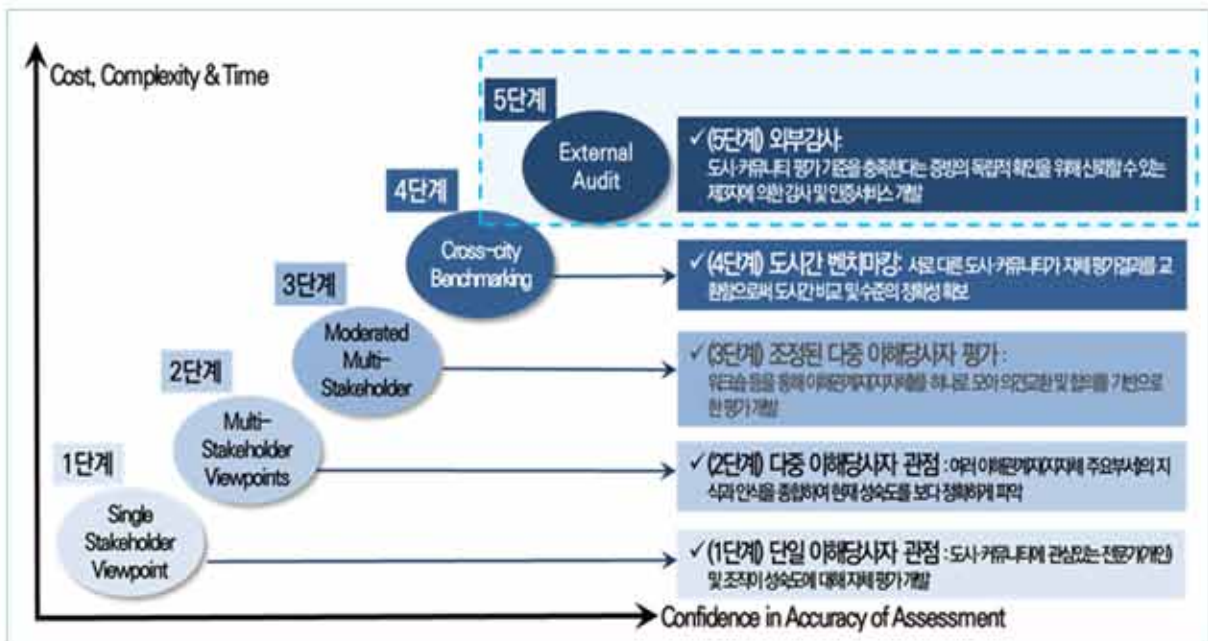 Cost, Complexity & Time
5단계
External
Audit
✓(5단계) 외부감사:
도시·커뮤니티 평가 기준을 충족한다는 증빙의 독립적 확인을 위해 신뢰할 수 있는
제3자에 의한 감사 및 인증서비스 개발
4단계
Cross-city
Benchmarking
✓(4단계) 도시간 벤치마킹: 서로 다른 도시·커뮤니티가 자체 평가결과를 교
환함으로써 도시간 비교 및 수준의 정확성 확보
3단계
Moderated
Multi-
Stakeholder
✓(3단계) 조정된 다중 이해당사자 평가 :
워크숍 등을 통해 이해관계자(지자체)를 하나로 모아 의견교환 및 합의를 기반으로
한 평가 개발
2단계
Multi-
Stakeholder
Viewpoints
✓(2단계) 다중 이해당사자 관점 : 여러 이해관계자(지자체 주요부서)의 지
식과 인식을 종합하여 현재 성숙도를 보다 정확하게 파악
1단계
Single
Stakeholder
Viewpoint
✓(1단계) 단일 이해당사자 관점 : 도시·커뮤니티에 관심있는 전문가(개인)
및 조직이 성숙도에 대해 자체 평가 개발
Confidence in Accuracy of Assessment